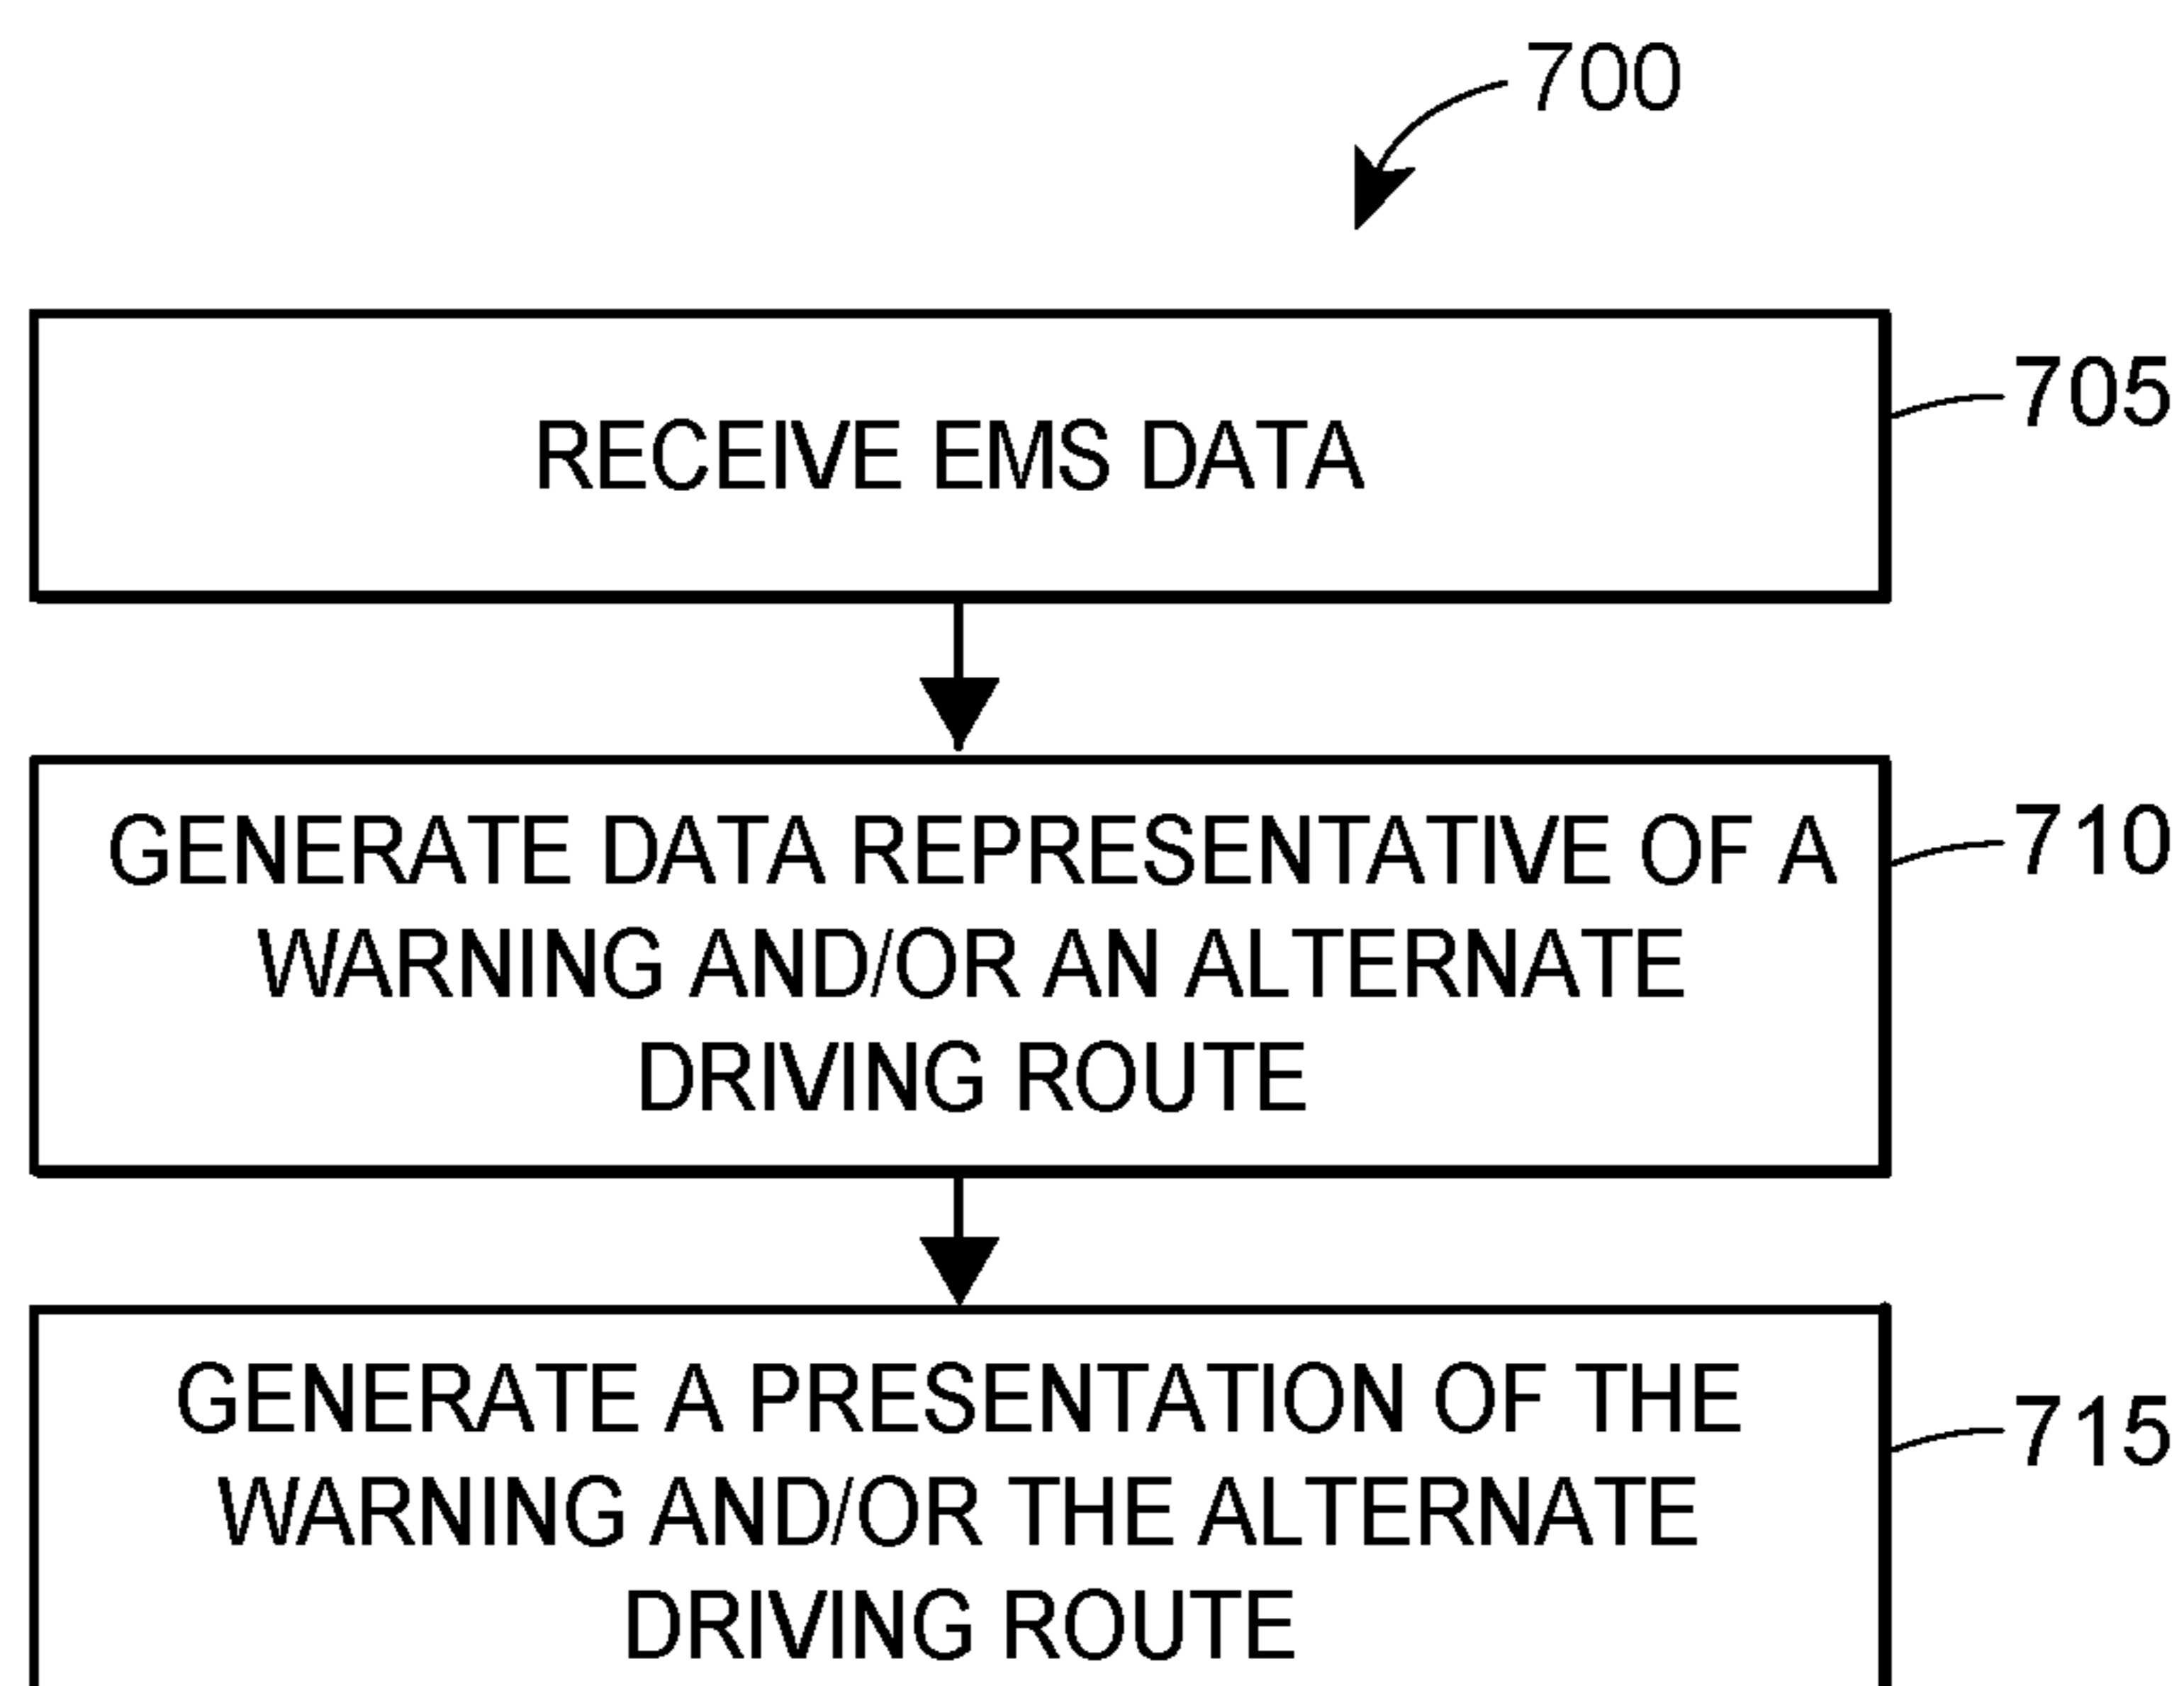 700
RECEIVE EMS DATA
705
GENERATE DATA REPRESENTATIVE OF A
WARNING AND/OR AN ALTERNATE
DRIVING ROUTE
710
GENERATE A PRESENTATION OF THE
WARNING AND/OR THE ALTERNATE
DRIVING ROUTE
715